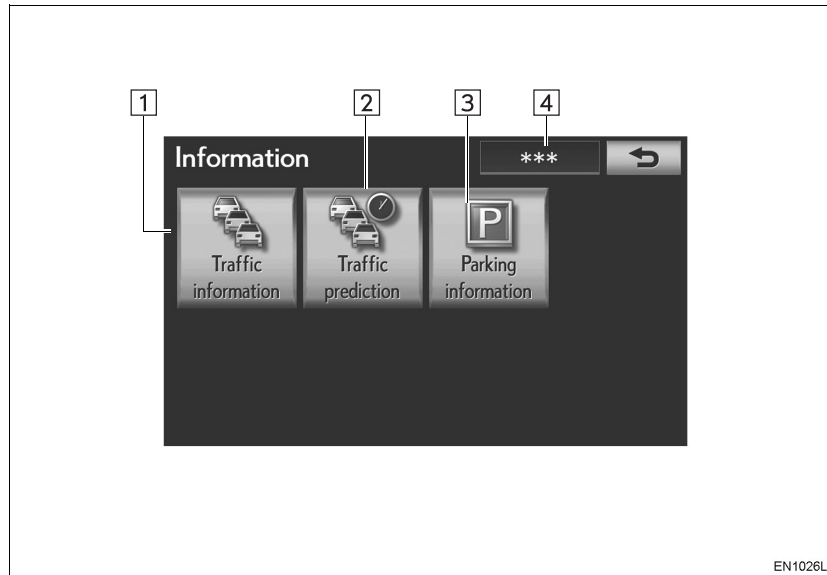 1 2 3 4
Information *** 
P
Traffic information
Traffic prediction
Parking information
EN1026L